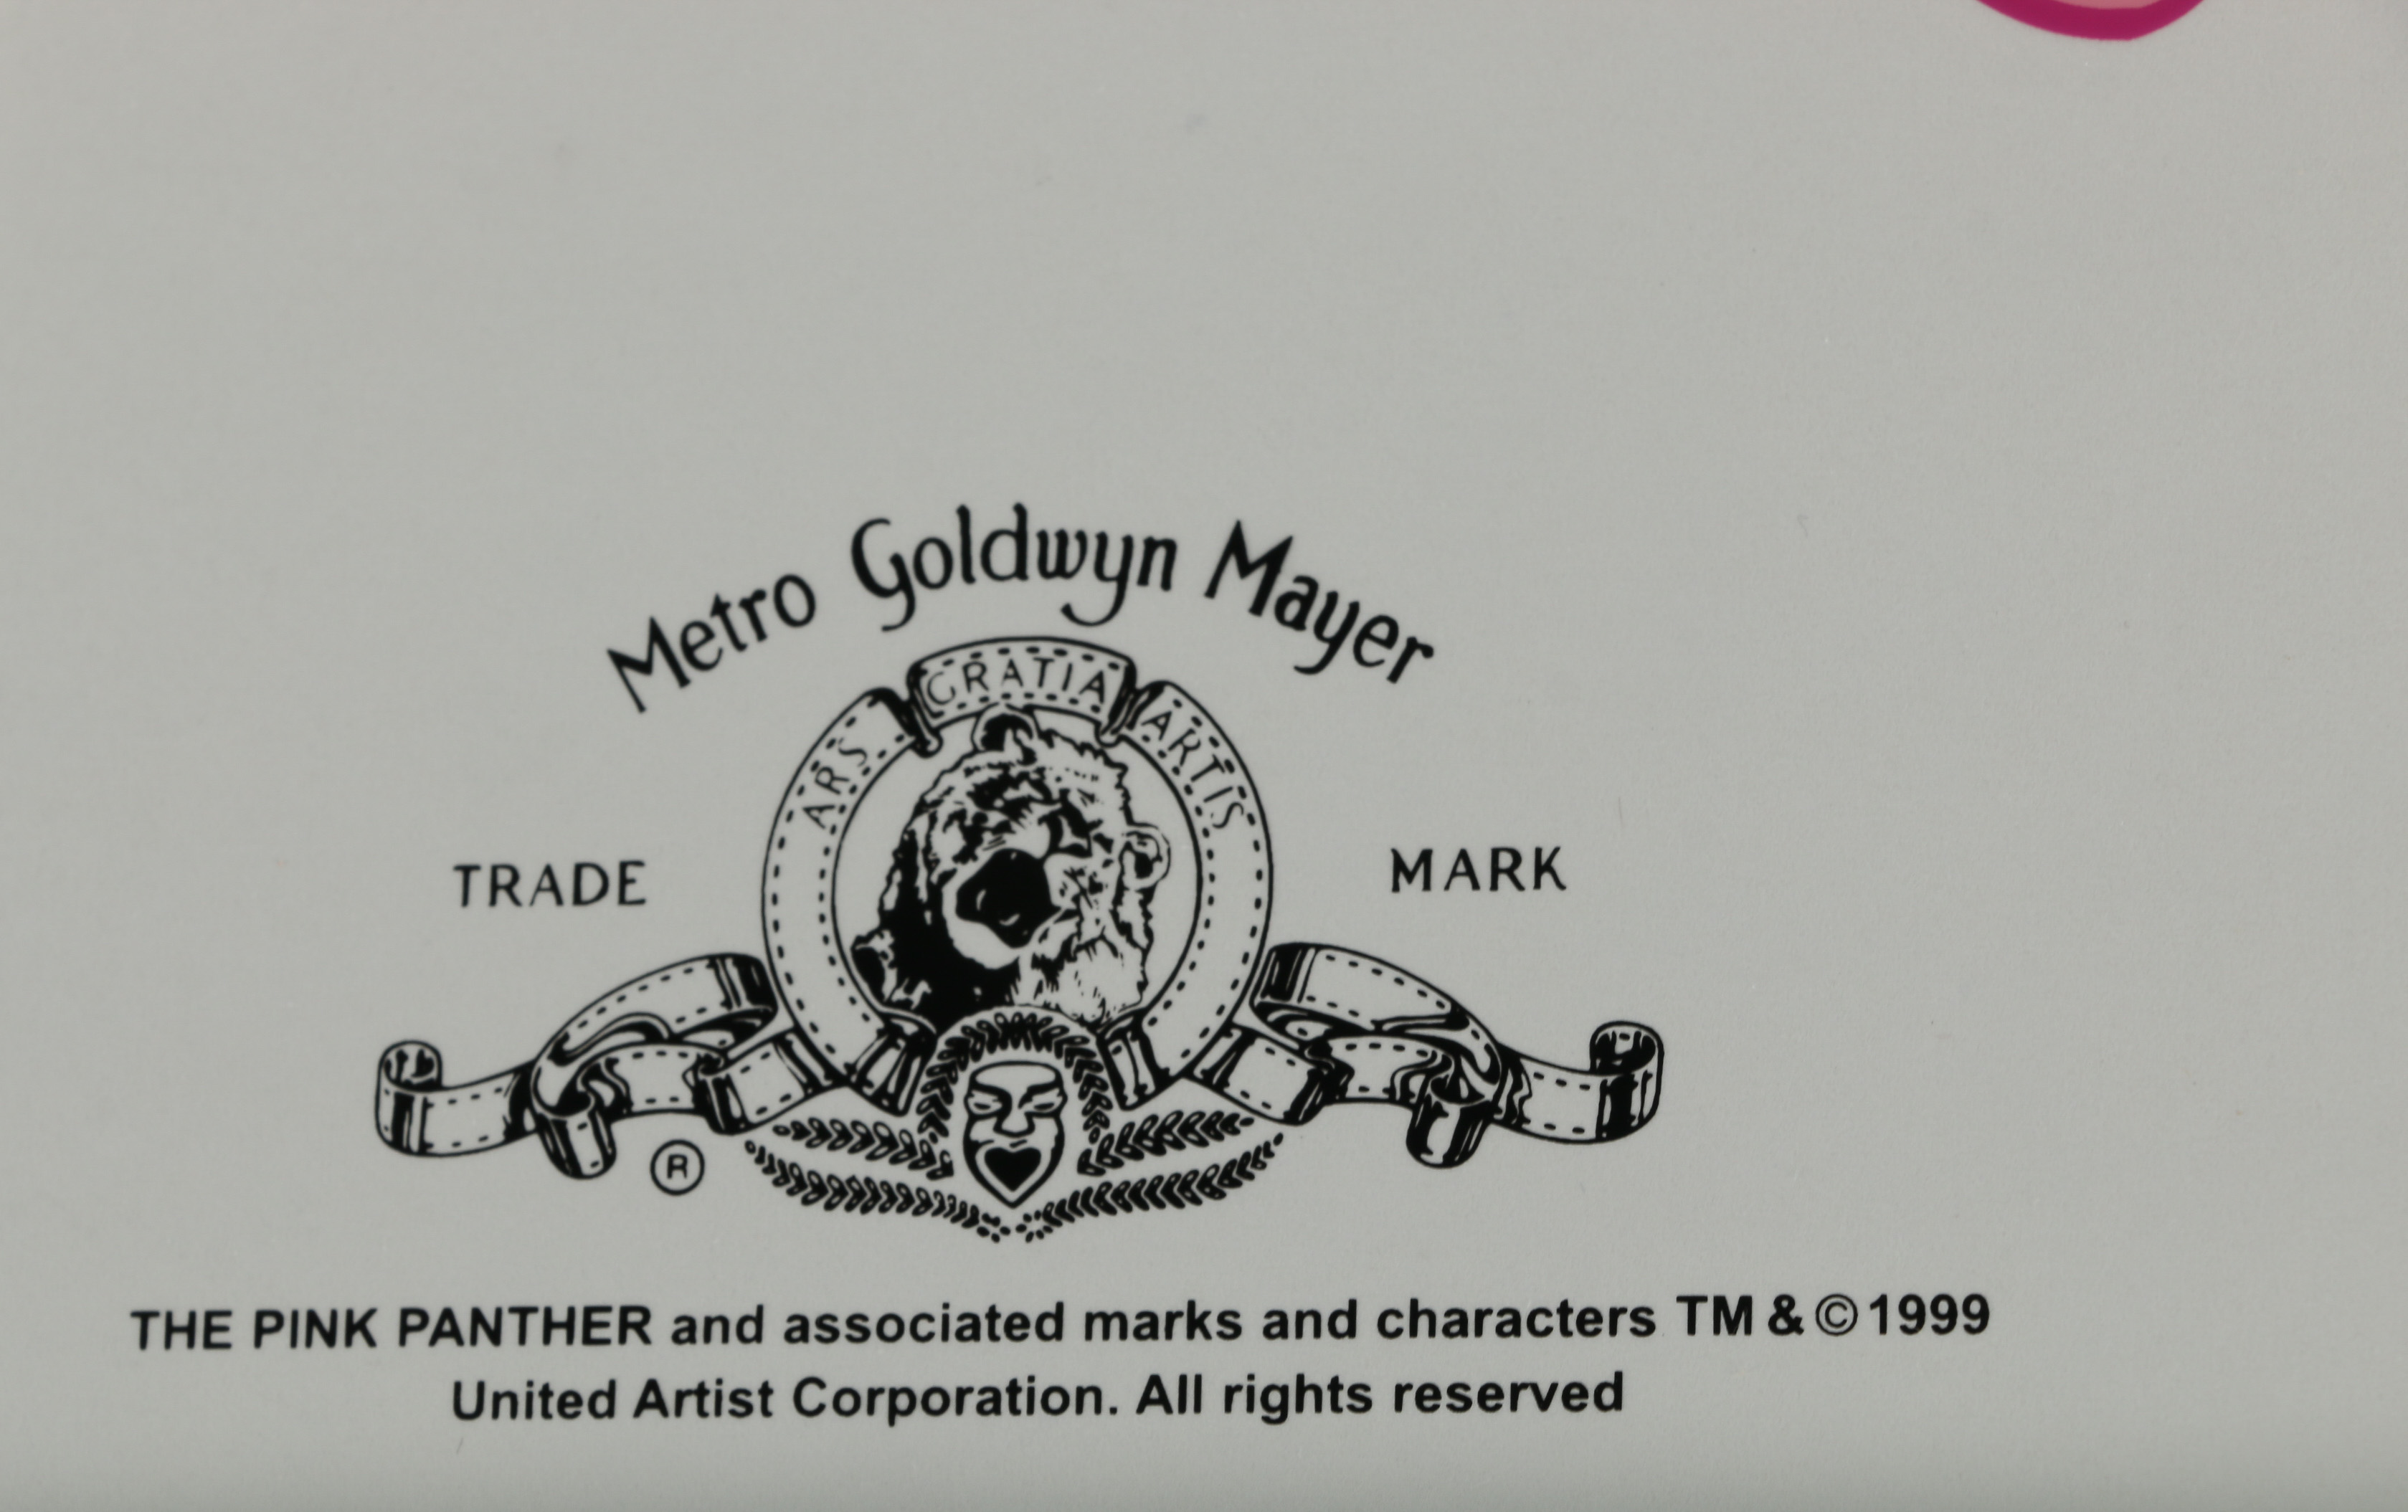 Metro Goldwyn Mayer
ARS GRATIA ARTIS
TRADE MARK
®
THE PINK PANTHER and associated marks and characters TM & © 1999
United Artist Corporation. All rights reserved